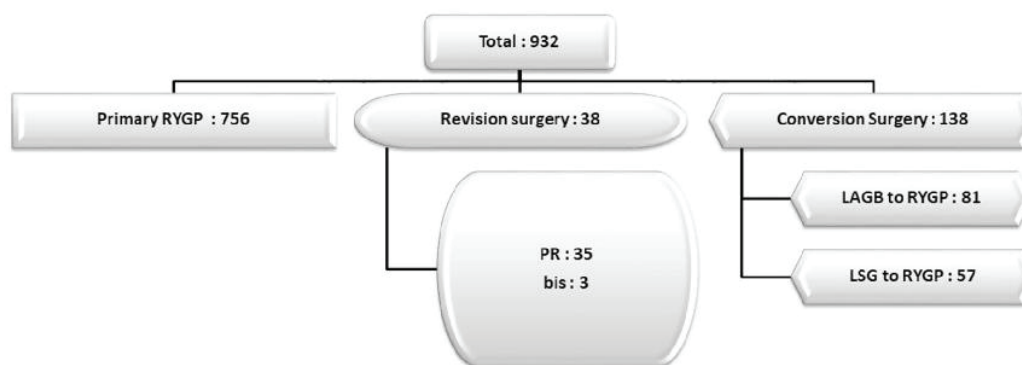 Total : 932
Primary RYGP : 756
Revision surgery : 38
Conversion Surgery : 138
LAGB to RYGP : 81
PR : 35
bis : 3
LSG to RYGP : 57